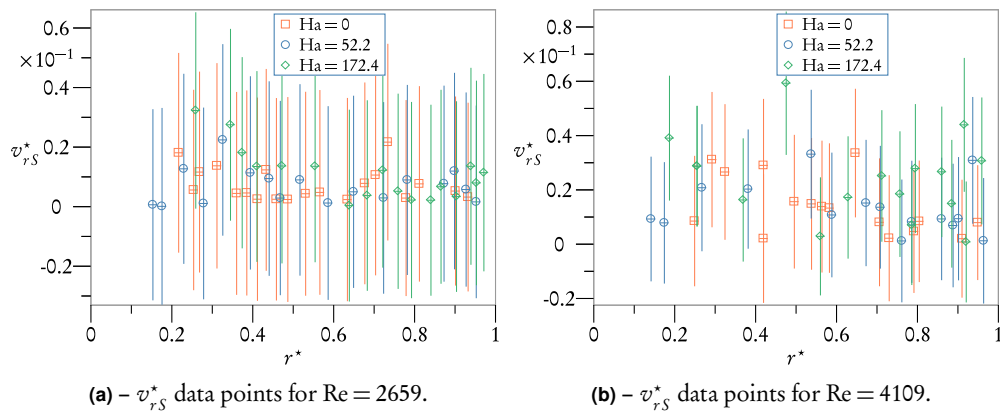 0.6
×10⁻¹
0.4
v*rS
0.2
0
-0.2
Ha = 0
Ha = 52.2
Ha = 172.4
0 0.2 0.4 0.6 0.8 1
r*
(a) – v*rS data points for Re = 2659.
0.8
×10⁻¹
0.6
0.4
v*rS
0.2
0
-0.2
Ha = 0
Ha = 52.2
Ha = 172.4
0 0.2 0.4 0.6 0.8 1
r*
(b) – v*rS data points for Re = 4109.